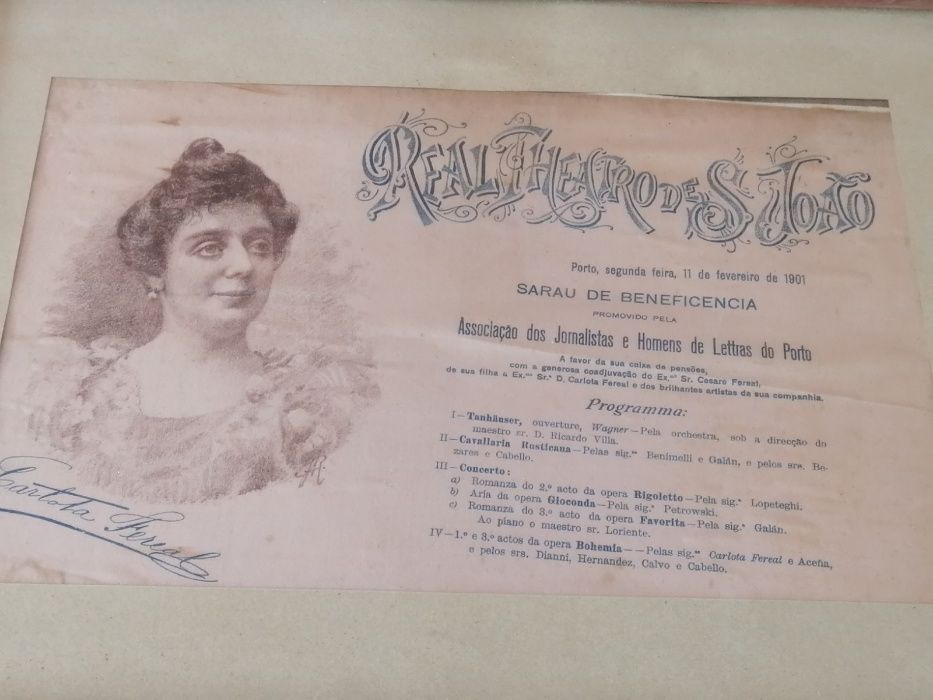 REAL THEATRO DE S. JOÃO
Porto, segunda feira, 11 de fevereiro de 1901
SARAU DE BENEFICENCIA
PROMOVIDO PELA
Associação dos Jornalistas e Homens de Lettras do Porto
A favor da sua caixa de pensões,
com a generosa coadjuvação do Ex.mo Sr. Cesare Fereal,
de sua filha a Ex.ma Sr.a D. Carlota Fereal e dos brilhantes artistas da sua companhia.
Programma:
I—Tanhäuser, ouverture, Wagner—Pela orchestra, sob a direcção do
maestro sr. D. Ricardo Villa.
II—Cavallaria Rusticana—Pelas sig.as Benimelli e Galán, e pelos srs. Be-
zares e Cabello.
III—Concerto:
a) Romanza do 2.º acto da opera Rigoletto—Pela sig.a Lopeteghi.
b) Aria da opera Gioconda—Pela sig.a Petrowski.
c) Romanza do 3.º acto da opera Favorita—Pela sig.a Galán.
Ao piano o maestro sr. Loriente.
IV—1.º e 3.º actos da opera Bohemia——Pelas sig.as Carlota Fereal e Aceña,
e pelos srs. Dianni, Hernandez, Calvo e Cabello.
Carlota Fereal